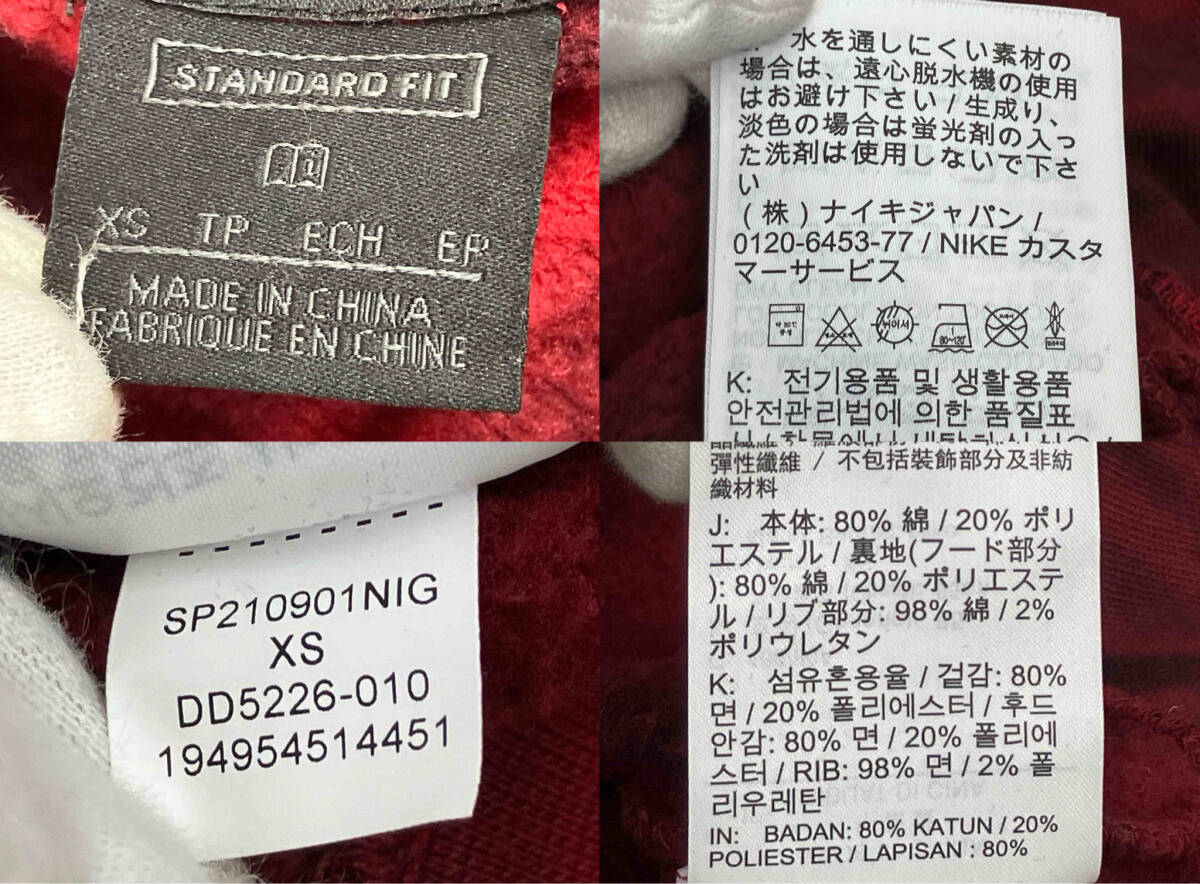 STANDARD FIT
XS TP ECH EP
MADE IN CHINA
FABRIQUE EN CHINE
水を通しにくい素材の
場合は、遠心脱水機の使用
はお避け下さい / 生成り、
淡色の場合は蛍光剤の入っ
た洗剤は使用しないで下さ
い
(株) ナイキジャパン /
0120-6453-77 / NIKE カスタ
マーサービス
약 30℃
중성
80~120°
K: 전기용품 및 생활용품
안전관리법에 의한 품질표
SP210901NIG
XS
DD5226-010
194954514451
彈性纖維 / 不包括裝飾部分及非紡
織材料
J: 本体: 80% 綿 / 20% ポリ
エステル / 裏地(フード部分
): 80% 綿 / 20% ポリエステ
ル / リブ部分: 98% 綿 / 2%
ポリウレタン
K: 섬유혼용율 / 겉감: 80%
면 / 20% 폴리에스터 / 후드
안감: 80% 면 / 20% 폴리에
스터 / RIB: 98% 면 / 2% 폴
리우레탄
IN: BADAN: 80% KATUN / 20%
POLIESTER / LAPISAN : 80%